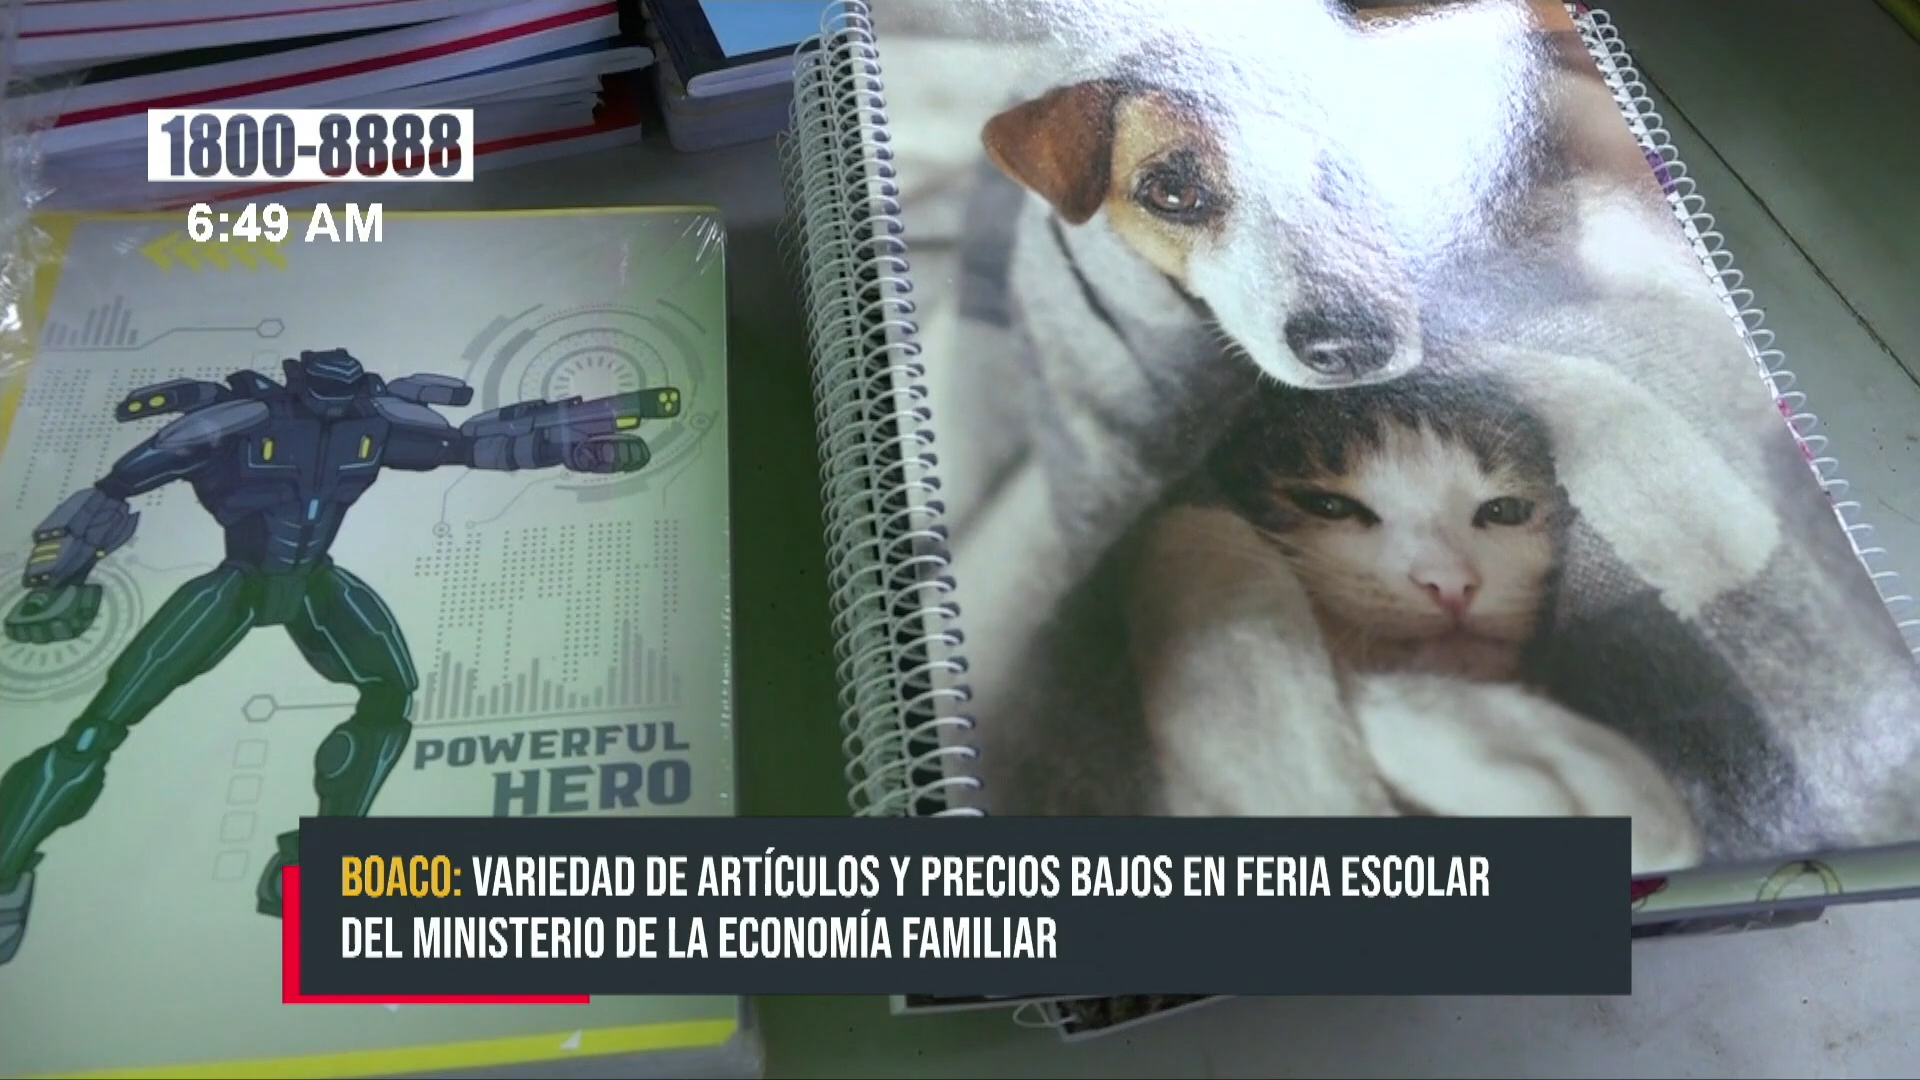 1800-8888
6:49 AM
POWERFUL
HERO
BOACO: VARIEDAD DE ARTÍCULOS Y PRECIOS BAJOS EN FERIA ESCOLAR
DEL MINISTERIO DE LA ECONOMÍA FAMILIAR